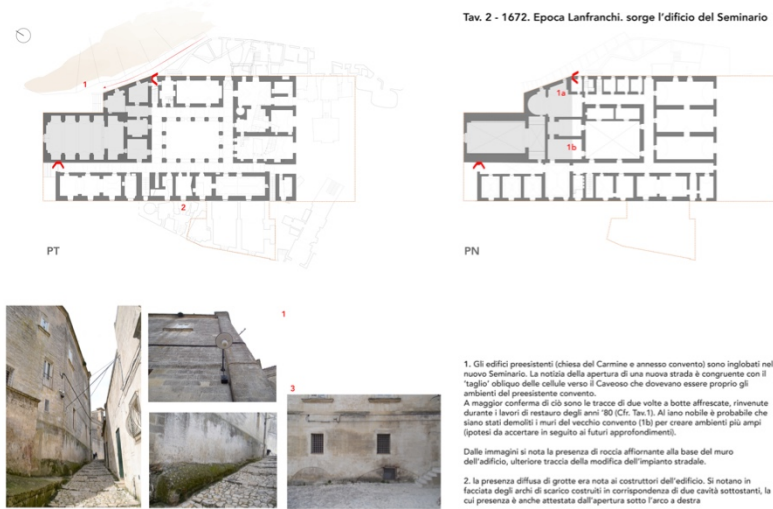 Tav. 2 - 1672. Epoca Lanfranchi. sorge l'dificio del Seminario
1
2
PT
1a
1b
PN
1
3
1. Gli edifici preesistenti (chiesa del Carmine e annesso convento) sono inglobati nel
nuovo Seminario. La notizia della apertura di una nuova strada è congruente con il
'taglio' obliquo delle cellule verso il Caveoso che dovevano essere proprio gli
ambienti del preesistente convento.
A maggior conferma di ciò sono le tracce di due volte a botte affrescate, rinvenute
durante i lavori di restauro degli anni '80 (Cfr. Tav.1). Al iano nobile è probabile che
siano stati demoliti i muri del vecchio convento (1b) per creare ambienti più ampi
(ipotesi da accertare in seguito ai futuri approfondimenti).
Dalle immagini si nota la presenza di roccia affiornante alla base del muro
dell'adificio, ulteriore traccia della modifica dell'impianto stradale.
2. la presenza diffusa di grotte era nota ai costruttori dell'edificio. Si notano in
facciata degli archi di scarico costruiti in corrispondenza di due cavità sottostanti, la
cui presenza è anche attestata dall'apertura sotto l'arco a destra